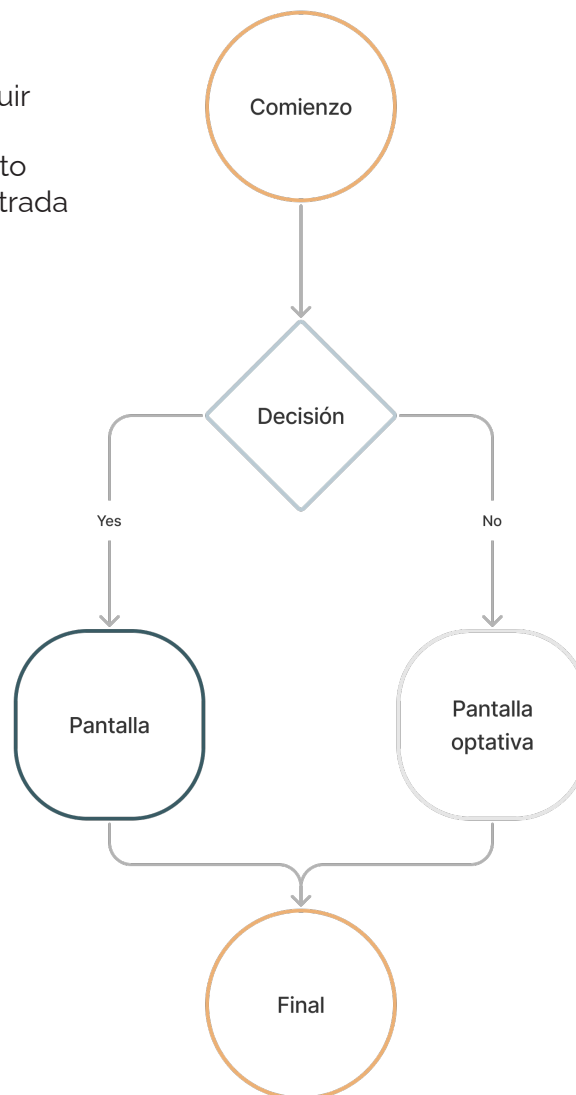 uir
to
trada
Comienzo
Decisión
Yes
No
Pantalla
Pantalla
optativa
Final